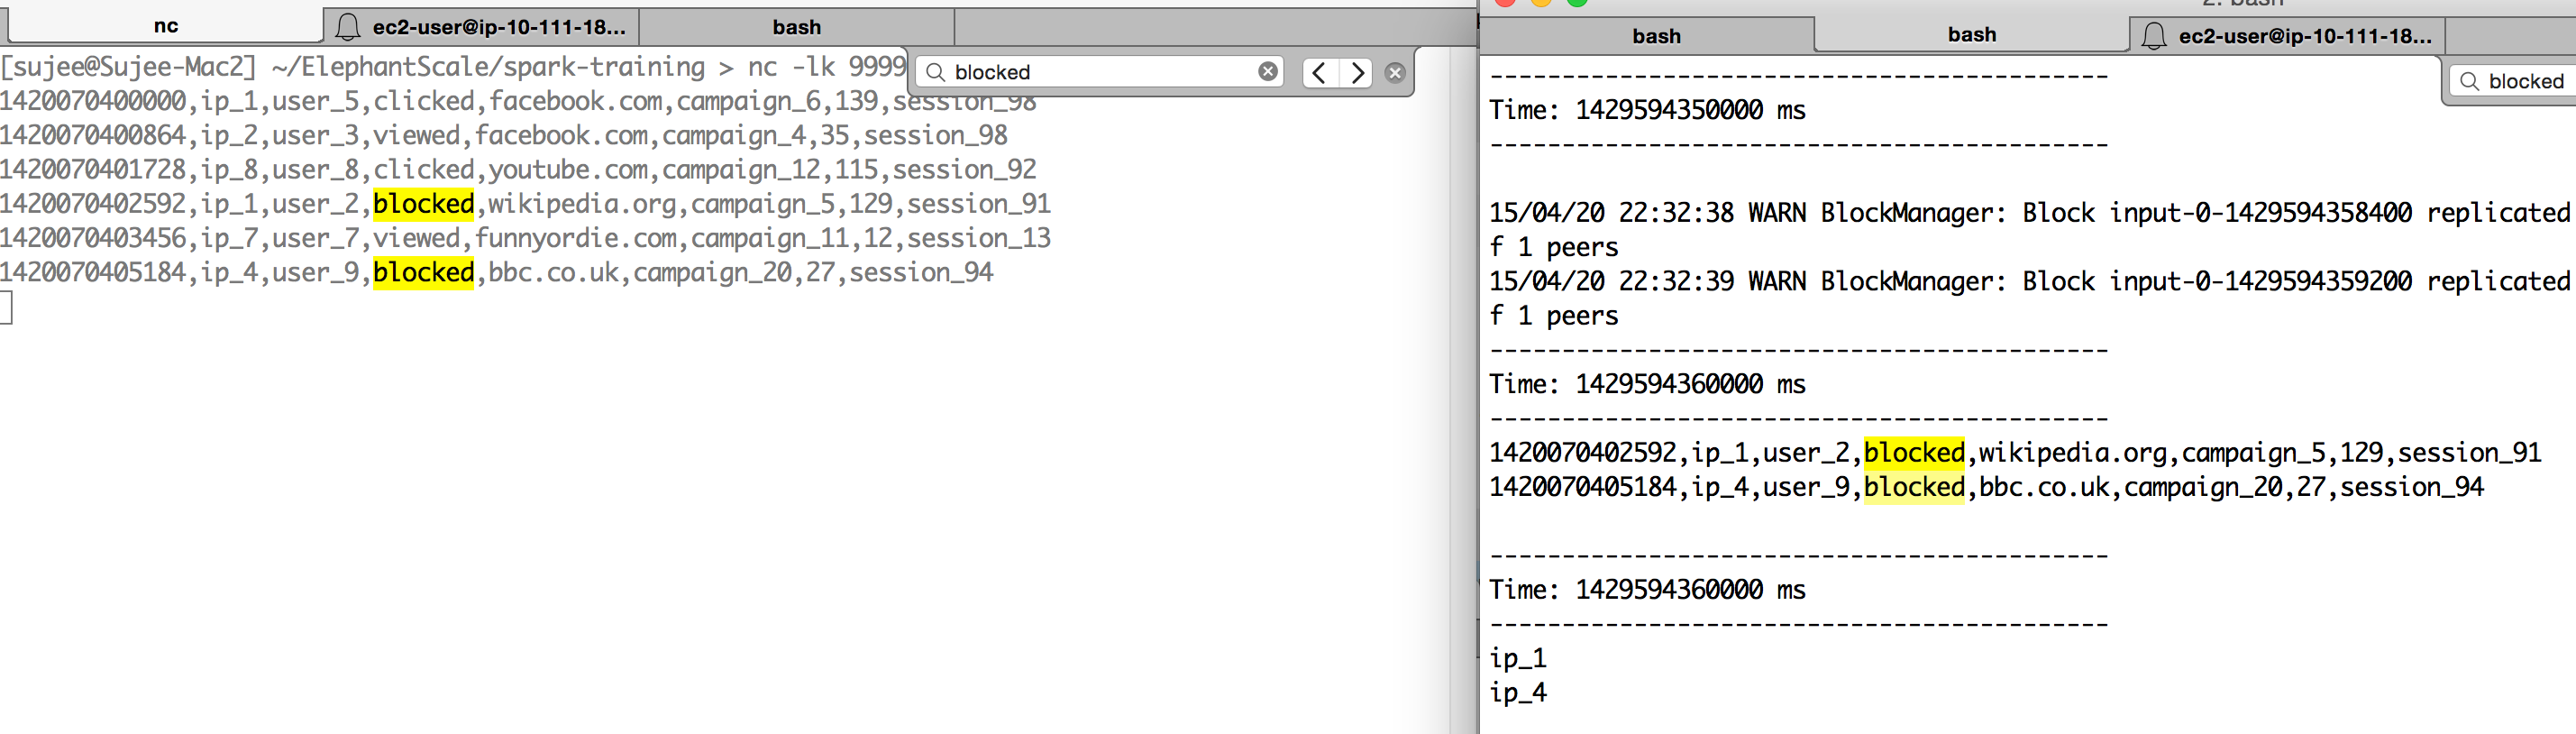 nc
ec2-user@ip-10-111-18...
bash
[sujee@Sujee-Mac2] ~/ElephantScale/spark-training > nc -lk 9999
blocked
1420070400000,ip_1,user_5,clicked,facebook.com,campaign_6,139,session_98
1420070400864,ip_2,user_3,viewed,facebook.com,campaign_4,35,session_98
1420070401728,ip_8,user_8,clicked,youtube.com,campaign_12,115,session_92
1420070402592,ip_1,user_2,blocked,wikipedia.org,campaign_5,129,session_91
1420070403456,ip_7,user_7,viewed,funnyordie.com,campaign_11,12,session_13
1420070405184,ip_4,user_9,blocked,bbc.co.uk,campaign_20,27,session_94
2. bash
bash
bash
ec2-user@ip-10-111-18...
blocked
-------------------------------------------
Time: 1429594350000 ms
-------------------------------------------
15/04/20 22:32:38 WARN BlockManager: Block input-0-1429594358400 replicated
f 1 peers
15/04/20 22:32:39 WARN BlockManager: Block input-0-1429594359200 replicated
f 1 peers
-------------------------------------------
Time: 1429594360000 ms
-------------------------------------------
1420070402592,ip_1,user_2,blocked,wikipedia.org,campaign_5,129,session_91
1420070405184,ip_4,user_9,blocked,bbc.co.uk,campaign_20,27,session_94
-------------------------------------------
Time: 1429594360000 ms
-------------------------------------------
ip_1
ip_4